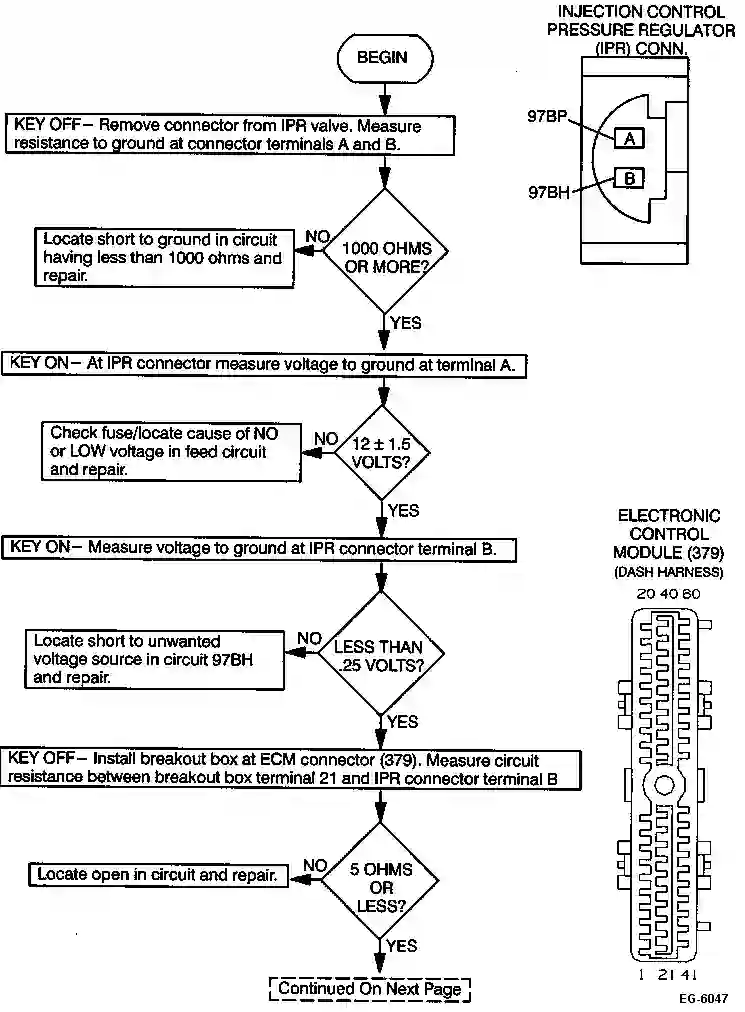 INJECTION CONTROL
PRESSURE REGULATOR
(IPR) CONN.
97BP
A
B
97BH
BEGIN
KEY OFF– Remove connector from IPR valve. Measure
resistance to ground at connector terminals A and B.
1000 OHMS
OR MORE?
NO
Locate short to ground in circuit
having less than 1000 ohms and
repair.
YES
KEY ON– At IPR connector measure voltage to ground at terminal A.
12 ± 1.5
VOLTS?
NO
Check fuse/locate cause of NO
or LOW voltage in feed circuit
and repair.
YES
KEY ON– Measure voltage to ground at IPR connector terminal B.
LESS THAN
.25 VOLTS?
NO
Locate short to unwanted
voltage source in circuit 97BH
and repair.
YES
KEY OFF– Install breakout box at ECM connector (379). Measure circuit
resistance between breakout box terminal 21 and IPR connector terminal B
5 OHMS
OR
LESS?
NO
Locate open in circuit and repair.
YES
Continued On Next Page
ELECTRONIC
CONTROL
MODULE (379)
(DASH HARNESS)
20 40 60
1 21 41
EG-6047